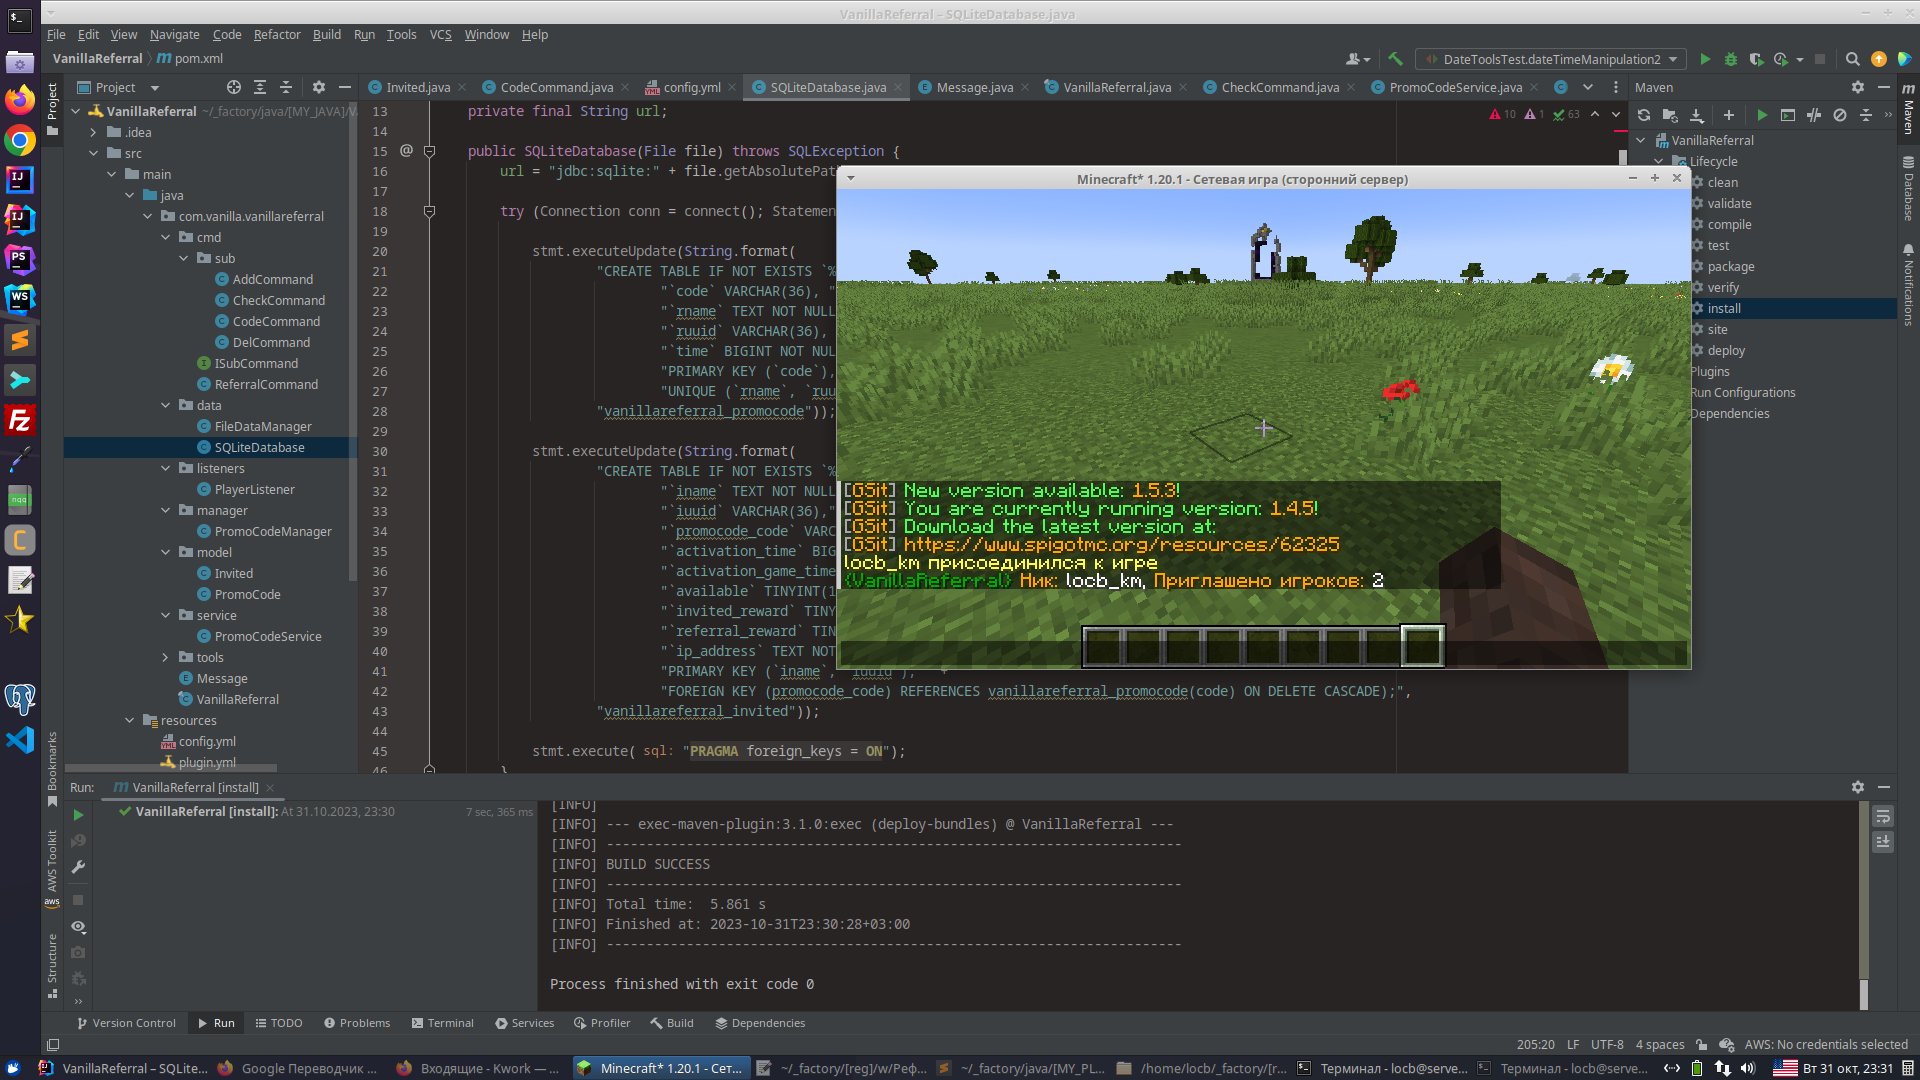 VanillaReferral – SQLiteDatabase.java
File Edit View Navigate Code Refactor Build Run Tools VCS Window Help
VanillaReferral pom.xml
DateToolsTest.dateTimeManipulation2
Project
Invited.java CodeCommand.java config.yml SQLiteDatabase.java Message.java VanillaReferral.java CheckCommand.java PromoCodeService.java
Maven
VanillaReferral ~/_factory/java/[MY_JAVA]/V
.idea
src
main
java
com.vanilla.vanillareferral
cmd
sub
AddCommand
CheckCommand
CodeCommand
DelCommand
ISubCommand
ReferralCommand
data
FileDataManager
SQLiteDatabase
listeners
PlayerListener
manager
PromoCodeManager
model
Invited
PromoCode
service
PromoCodeService
tools
Message
VanillaReferral
resources
config.yml
plugin.yml
Project
Bookmarks
AWS Toolkit
aws
Structure
10 1 63
13 private final String url;
14
15 @ public SQLiteDatabase(File file) throws SQLException {
16 url = "jdbc:sqlite:" + file.getAbsolutePat
17
18 try (Connection conn = connect(); Statemen
19
20 stmt.executeUpdate(String.format(
21 "CREATE TABLE IF NOT EXISTS `%
22 "`code` VARCHAR(36), "
23 "`rname` TEXT NOT NULL
24 "`ruuid` VARCHAR(36),
25 "`time` BIGINT NOT NUL
26 "PRIMARY KEY (`code`),
27 "UNIQUE (`rname`, `ruu
28 "vanillareferral_promocode"));
29
30 stmt.executeUpdate(String.format(
31 "CREATE TABLE IF NOT EXISTS `%
32 "`iname` TEXT NOT NULL
33 "`iuuid` VARCHAR(36),"
34 "`promocode_code` VARC
35 "`activation_time` BIG
36 "`activation_game_time
37 "`available` TINYINT(1
38 "`invited_reward` TINY
39 "`referral_reward` TIN
40 "`ip_address` TEXT NOT
41 "PRIMARY KEY (`iname`, `iuuid`), " +
42 "FOREIGN KEY (promocode_code) REFERENCES vanillareferral_promocode(code) ON DELETE CASCADE);",
43 "vanillareferral_invited"));
44
45 stmt.execute( sql: "PRAGMA foreign_keys = ON");
46 }
Minecraft* 1.20.1 - Сетевая игра (сторонний сервер)
[GSit] New version available: 1.5.3!
[GSit] You are currently running version: 1.4.5!
[GSit] Download the latest version at:
[GSit] https://www.spigotmc.org/resources/62325
locb_km присоединился к игре
{VanillaReferral} Ник: locb_km, Приглашено игроков: 2
VanillaReferral
Lifecycle
clean
validate
compile
test
package
verify
install
site
deploy
Plugins
Run Configurations
Dependencies
Maven
Database
Notifications
Run: VanillaReferral [install]
VanillaReferral [install]: At 31.10.2023, 23:30 7 sec, 365 ms
[INFO]
[INFO] --- exec-maven-plugin:3.1.0:exec (deploy-bundles) @ VanillaReferral ---
[INFO] ------------------------------------------------------------------------
[INFO] BUILD SUCCESS
[INFO] ------------------------------------------------------------------------
[INFO] Total time:  5.861 s
[INFO] Finished at: 2023-10-31T23:30:28+03:00
[INFO] ------------------------------------------------------------------------
Process finished with exit code 0
Version Control Run TODO Problems Terminal Services Profiler Build Dependencies
205:20 LF UTF-8 4 spaces AWS: No credentials selected
VanillaReferral – SQLite... Google Переводчик ... Входящие - Kwork — ... Minecraft* 1.20.1 - Сет... ~/_factory/[reg]/w/Реф... ~/_factory/java/[MY_PL... /home/locb/_factory/[r... Терминал - locb@serve... Терминал - locb@serve... Вт 31 окт, 23:31